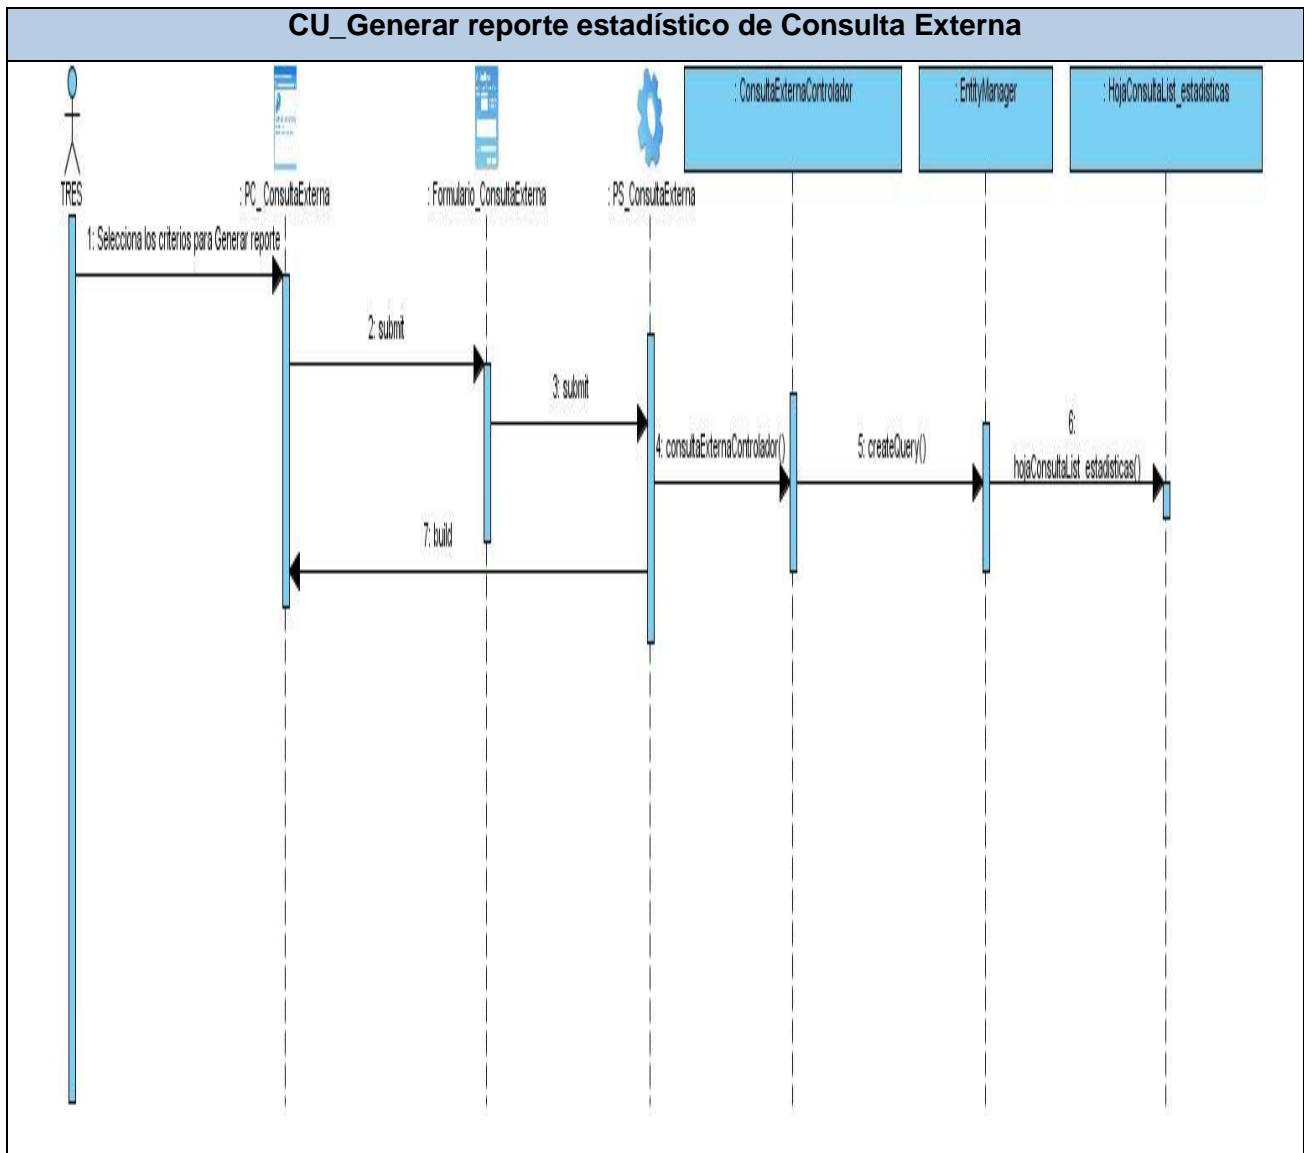 CU_Generar reporte estadístico de Consulta Externa
: ConsultaExternaControlador
: EntityManager
: HojaConsultaList_estadisticas
TRES
: PC_ConsultaExterna
: Formulario_ConsultaExterna
: PS_ConsultaExterna
1: Selecciona los criterios para Generar reporte
2: submit
3: submit
4: consultaExternaControlador()
5: createQuery()
6:
hojaConsultaList_estadisticas()
7: build